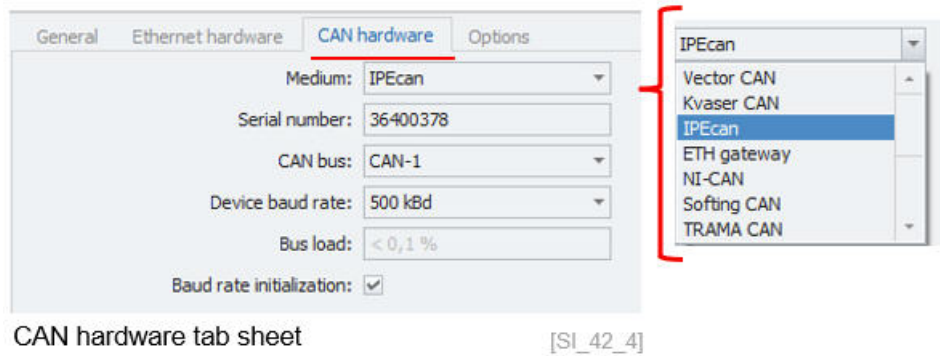 General Ethernet hardware CAN hardware Options
Medium: IPEcan
Serial number: 36400378
CAN bus: CAN-1
Device baud rate: 500 kBd
Bus load: < 0,1 %
Baud rate initialization:
IPEcan
Vector CAN
Kvaser CAN
IPEcan
ETH gateway
NI-CAN
Softing CAN
TRAMA CAN
CAN hardware tab sheet
[SI_42_4]